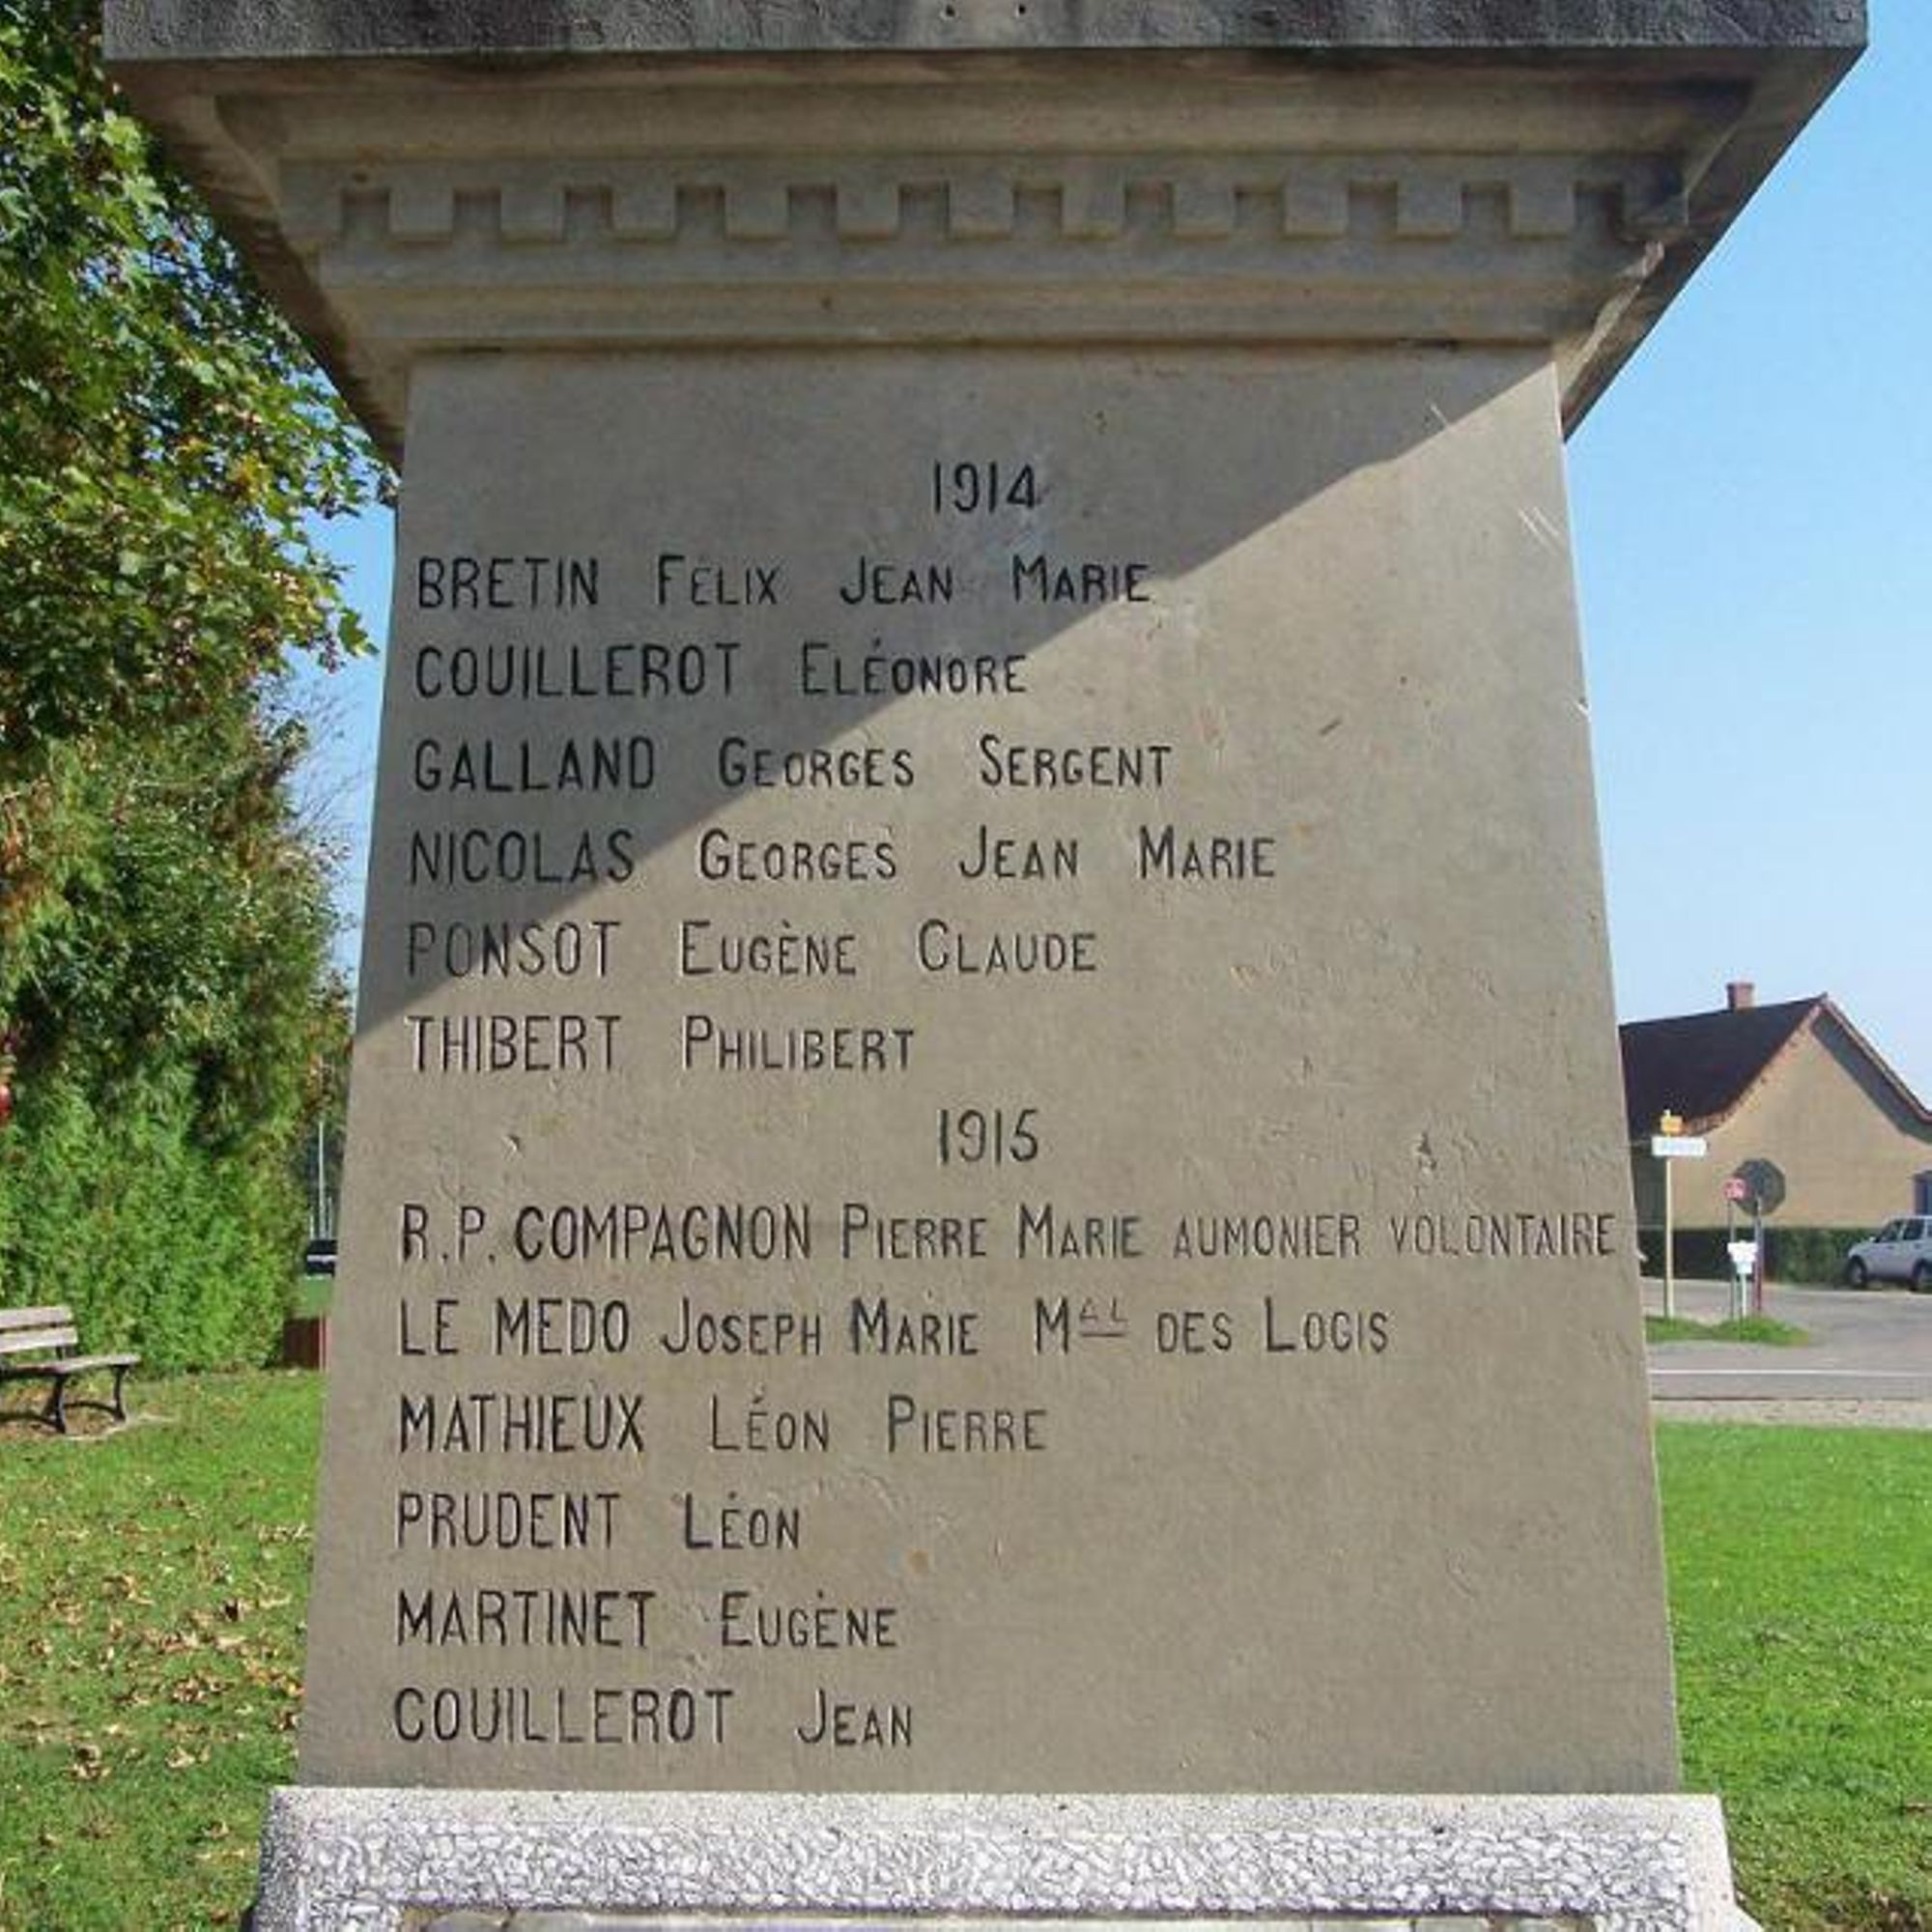 1914
BRETIN FÉLIX JEAN MARIE
COUILLEROT ELÉONORE
GALLAND GEORGES SERGENT
NICOLAS GEORGES JEAN MARIE
PONSOT EUGÈNE CLAUDE
THIBERT PHILIBERT
1915
R.P. COMPAGNON PIERRE MARIE AUMONIER VOLONTAIRE
LE MEDO JOSEPH MARIE MAL DES LOGIS
MATHIEUX LÉON PIERRE
PRUDENT LÉON
MARTINET EUGÈNE
COUILLEROT JEAN